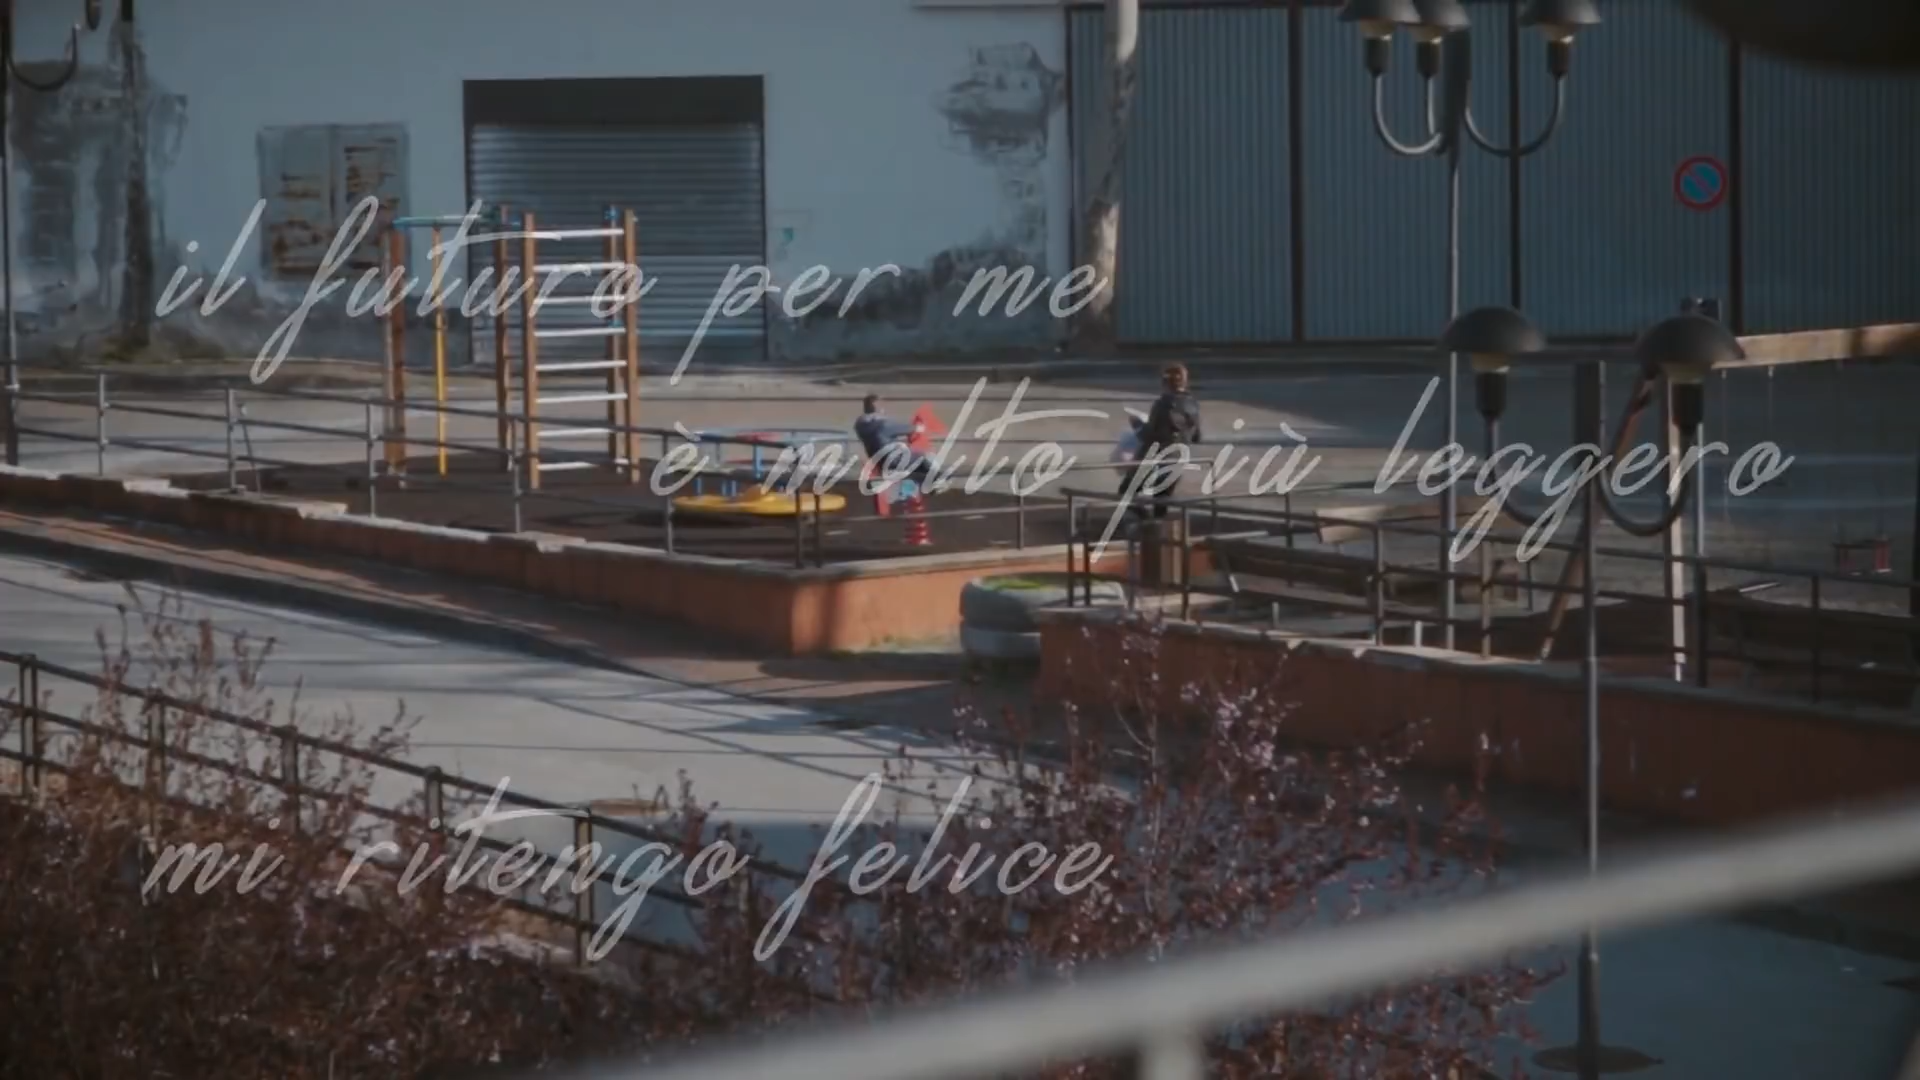 il futuro per me
è molto più leggero
mi ritengo felice